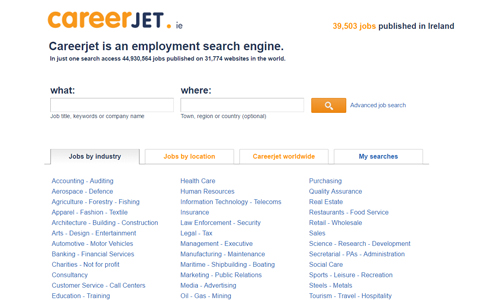 careerJET.ie
39,503 jobs published in Ireland
Careerjet is an employment search engine.
In just one search access 44,930,564 jobs published on 31,774 websites in the world.
what: where:
Advanced job search
Job title, keywords or company name Town, region or country (optional)
Jobs by industry Jobs by location Careerjet worldwide My searches
Accounting - Auditing Health Care Purchasing
Aerospace - Defence Human Resources Quality Assurance
Agriculture - Forestry - Fishing Information Technology - Telecoms Real Estate
Apparel - Fashion - Textile Insurance Restaurants - Food Service
Architecture - Building - Construction Law Enforcement - Security Retail - Wholesale
Arts - Design - Entertainment Legal - Tax Sales
Automotive - Motor Vehicles Management - Executive Science - Research - Development
Banking - Financial Services Manufacturing - Maintenance Secretarial - PAs - Administration
Charities - Not for profit Maritime - Shipbuilding - Boating Social Care
Consultancy Marketing - Public Relations Sports - Leisure - Recreation
Customer Service - Call Centers Media - Advertising Steels - Metals
Education - Training Oil - Gas - Mining Tourism - Travel - Hospitality